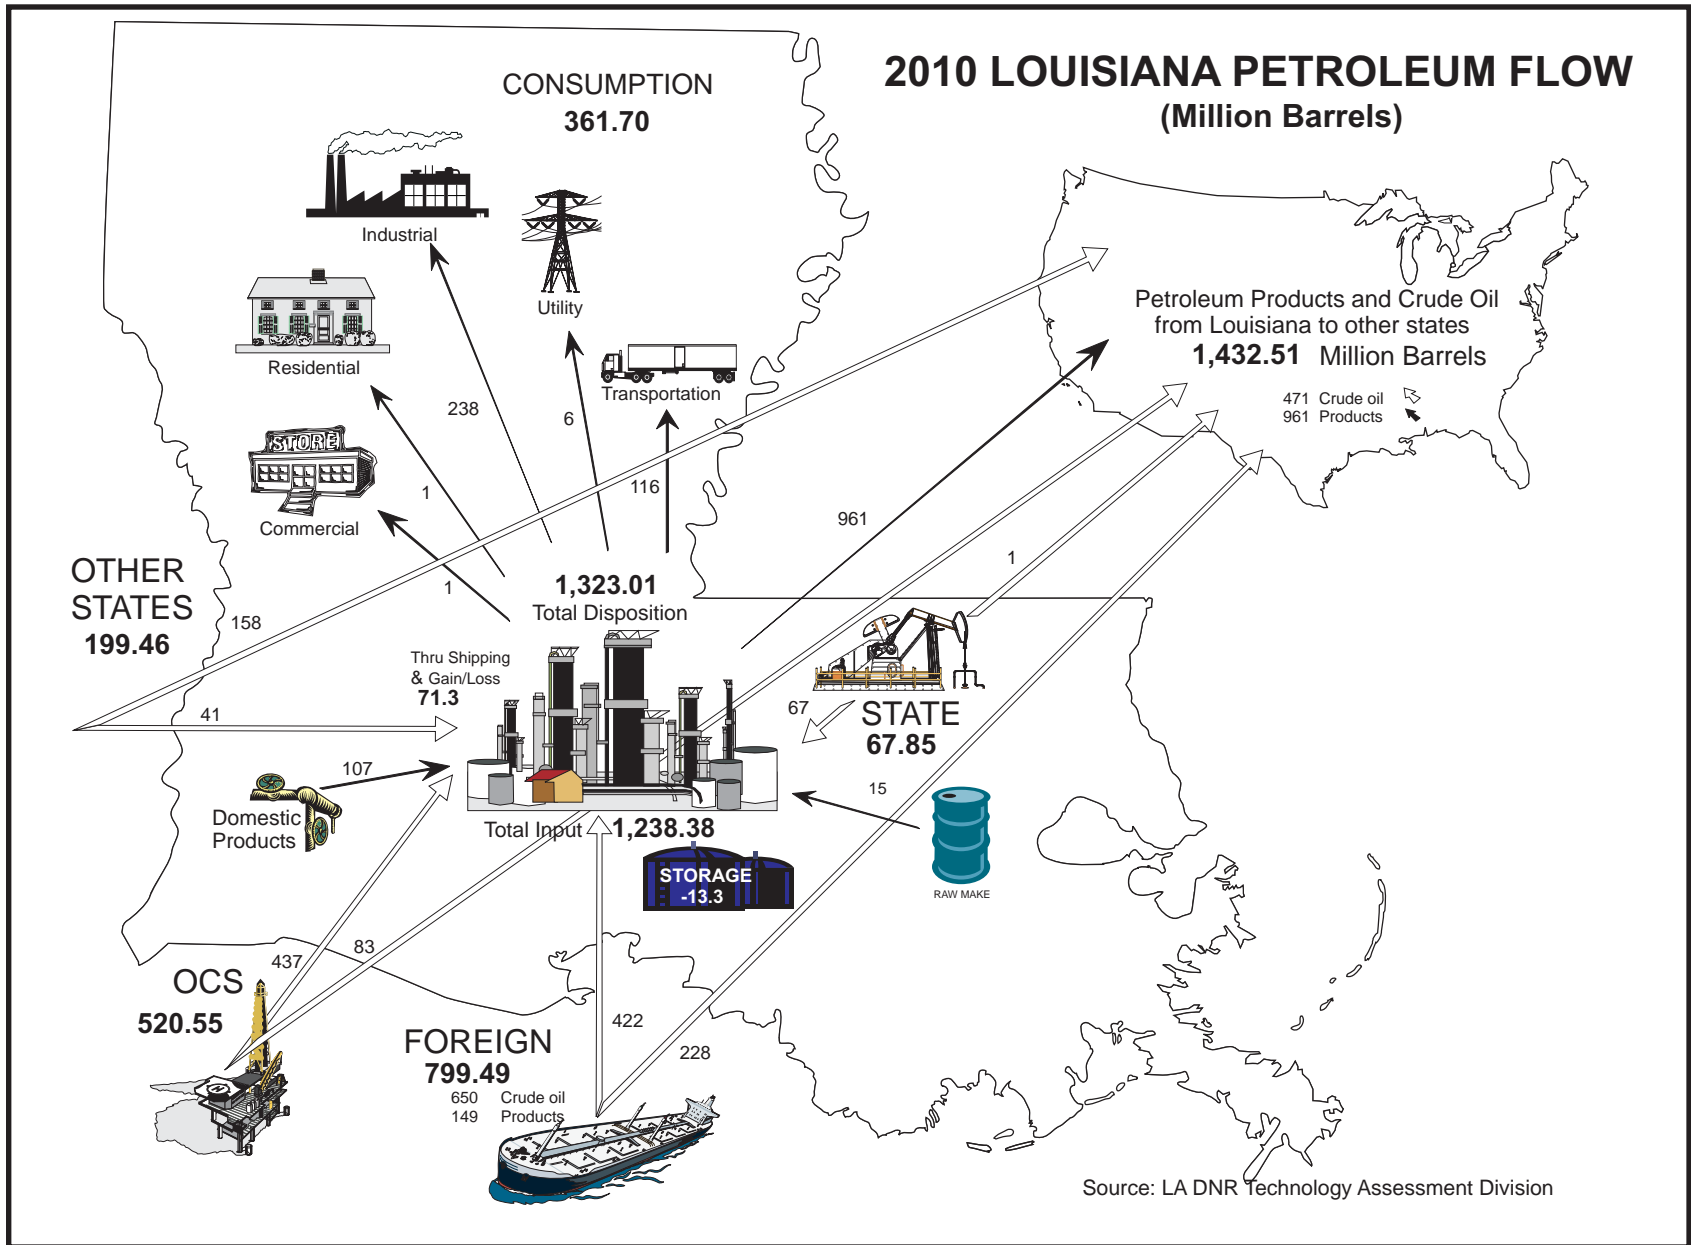 2010 LOUISIANA PETROLEUM FLOW
(Million Barrels)
CONSUMPTION
361.70
Industrial
Utility
Residential
Transportation
STORE
Commercial
238
6
1
116
1
961
1
Petroleum Products and Crude Oil
from Louisiana to other states
1,432.51 Million Barrels
471 Crude oil
961 Products
OTHER
STATES
199.46
158
41
1,323.01
Total Disposition
Thru Shipping
& Gain/Loss
71.3
67
STATE
67.85
107
Domestic
Products
15
RAW MAKE
Total Input 1,238.38
STORAGE
-13.3
83
437
OCS
520.55
422
228
FOREIGN
799.49
650 Crude oil
149 Products
Source: LA DNR Technology Assessment Division